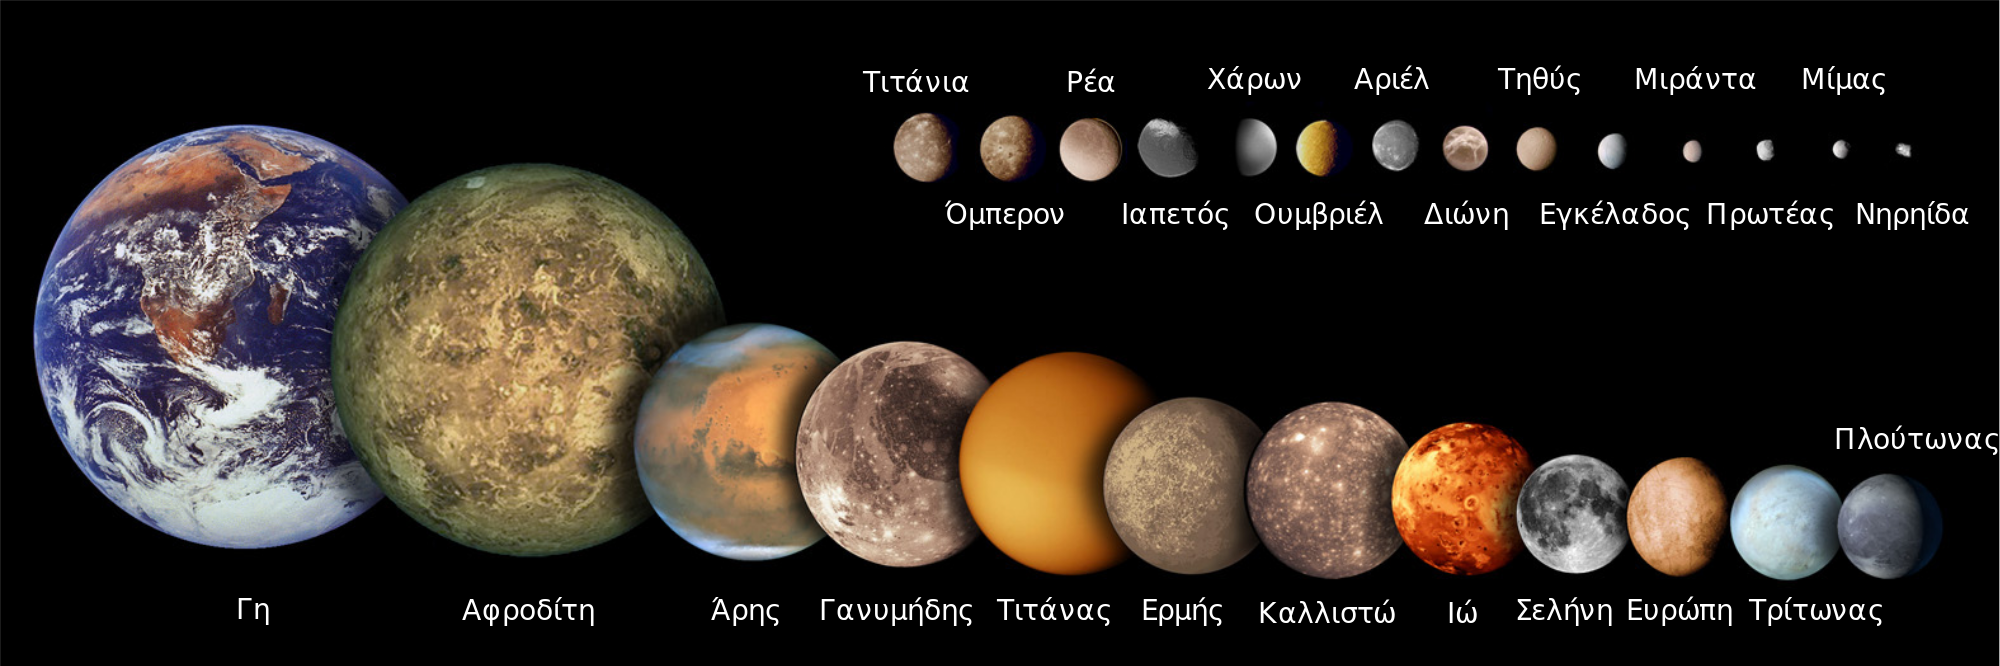 Τιτάνια Ρέα Χάρων Αριέλ Τηθύς Μιράντα Μίμας
Όμπερον Ιαπετός Ουμβριέλ Διώνη Εγκέλαδος Πρωτέας Νηρηίδα
Πλούτωνας
Γη Αφροδίτη Άρης Γανυμήδης Τιτάνας Ερμής Καλλιστώ Ιώ Σελήνη Ευρώπη Τρίτωνας